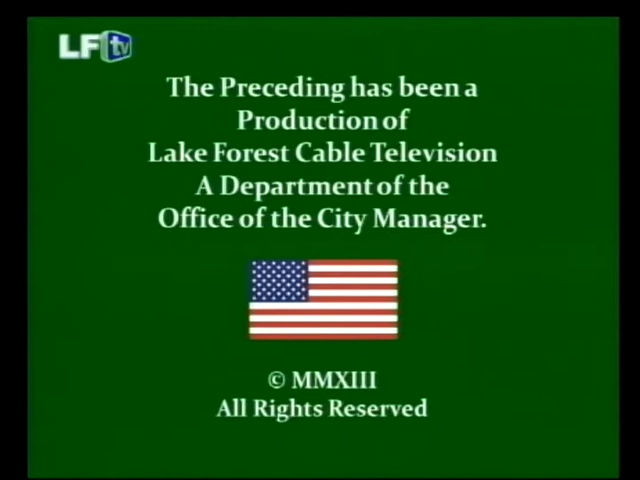 LFtv
The Preceding has been a
Production of
Lake Forest Cable Television
A Department of the
Office of the City Manager.
© MMXIII
All Rights Reserved